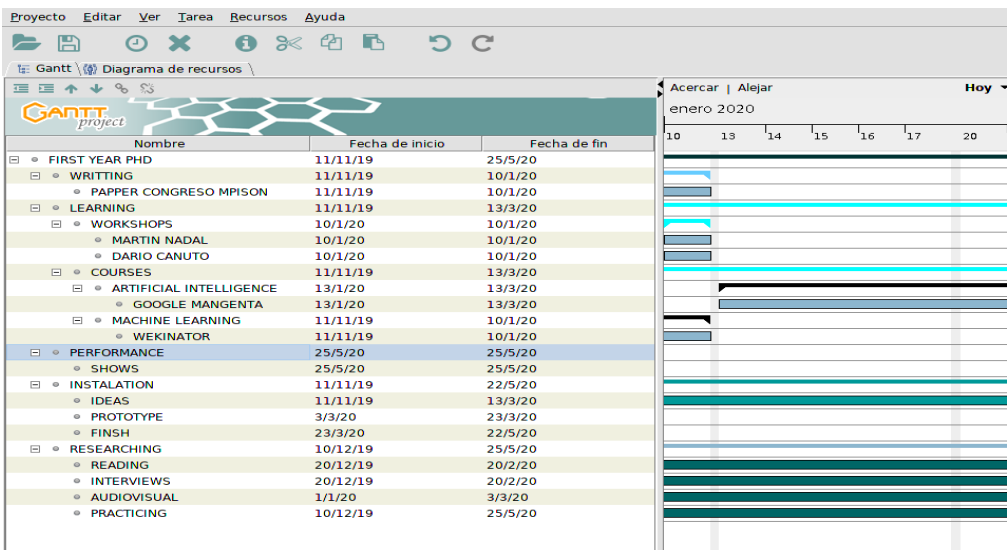 Proyecto Editar Ver Tarea Recursos Ayuda
Gantt Diagrama de recursos
Acercar | Alejar Hoy
GANTT project
enero 2020
10 13 14 15 16 17 20
Nombre Fecha de inicio Fecha de fin
FIRST YEAR PHD 11/11/19 25/5/20
WRITTING 11/11/19 10/1/20
PAPPER CONGRESO MPISON 11/11/19 10/1/20
LEARNING 11/11/19 13/3/20
WORKSHOPS 10/1/20 10/1/20
MARTIN NADAL 10/1/20 10/1/20
DARIO CANUTO 10/1/20 10/1/20
COURSES 11/11/19 13/3/20
ARTIFICIAL INTELLIGENCE 13/1/20 13/3/20
GOOGLE MANGENTA 13/1/20 13/3/20
MACHINE LEARNING 11/11/19 10/1/20
WEKINATOR 11/11/19 10/1/20
PERFORMANCE 25/5/20 25/5/20
SHOWS 25/5/20 25/5/20
INSTALATION 11/11/19 22/5/20
IDEAS 11/11/19 13/3/20
PROTOTYPE 3/3/20 23/3/20
FINSH 23/3/20 22/5/20
RESEARCHING 10/12/19 25/5/20
READING 20/12/19 20/2/20
INTERVIEWS 20/12/19 20/2/20
AUDIOVISUAL 1/1/20 3/3/20
PRACTICING 10/12/19 25/5/20